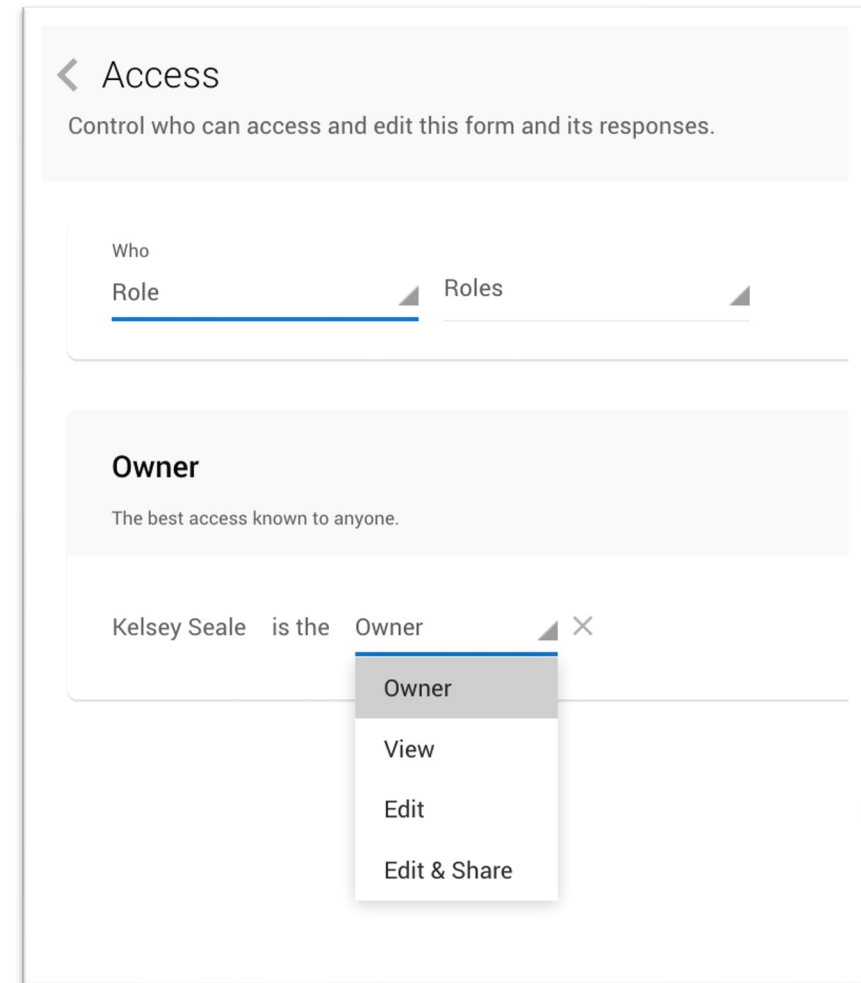 Access
Control who can access and edit this form and its responses.
Who
Role Roles
Owner
The best access known to anyone.
Kelsey Seale is the Owner
Owner
View
Edit
Edit & Share